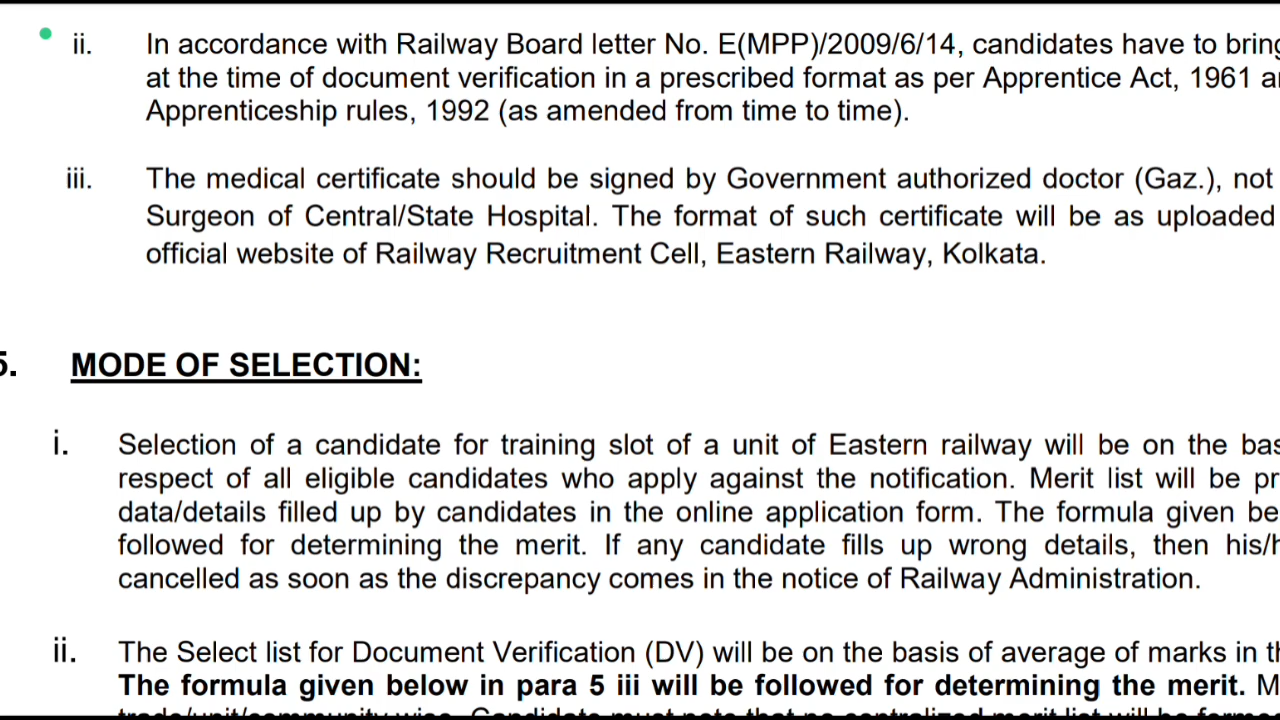 ii. In accordance with Railway Board letter No. E(MPP)/2009/6/14, candidates have to bring
at the time of document verification in a prescribed format as per Apprentice Act, 1961
Apprenticeship rules, 1992 (as amended from time to time).
iii. The medical certificate should be signed by Government authorized doctor (Gaz.), not
Surgeon of Central/State Hospital. The format of such certificate will be as uploaded
official website of Railway Recruitment Cell, Eastern Railway, Kolkata.
5. MODE OF SELECTION:
i. Selection of a candidate for training slot of a unit of Eastern railway will be on the
respect of all eligible candidates who apply against the notification. Merit list will be
data/details filled up by candidates in the online application form. The formula given
followed for determining the merit. If any candidate fills up wrong details, then
cancelled as soon as the discrepancy comes in the notice of Railway Administration.
ii. The Select list for Document Verification (DV) will be on the basis of average of marks in
The formula given below in para 5 iii will be followed for determining the merit.